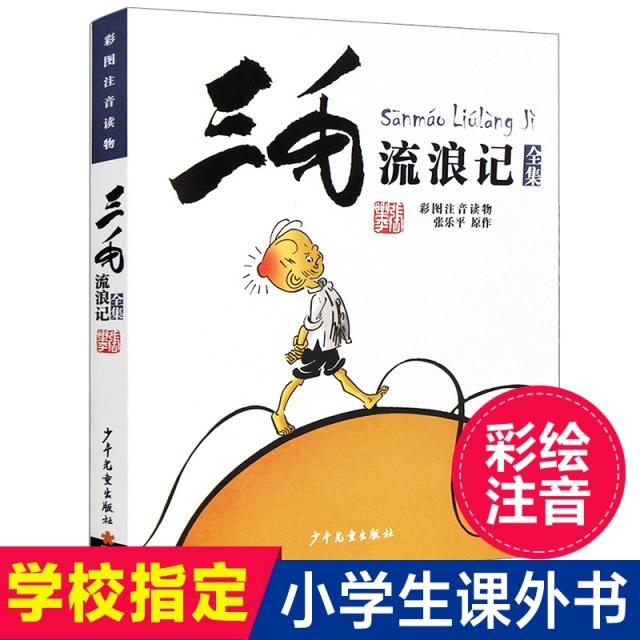 彩图注音读物
三毛
流浪记
全集
少年儿童出版社
三毛
Sānmáo Liúlàng Jì
流浪记
全集
彩图注音读物
张乐平 原作
少年儿童出版社
彩绘
注音
学校指定
小学生课外书